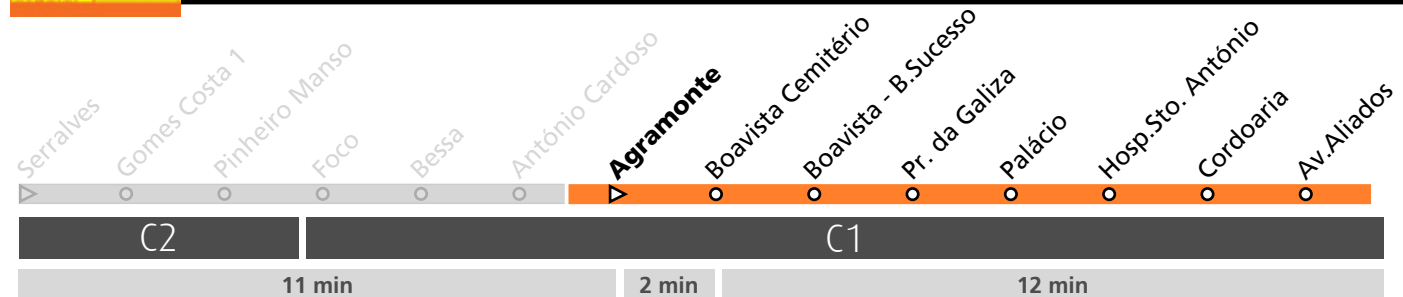 Serralves
Gomes Costa 1
Pinheiro Manso
Foco
Bessa
António Cardoso
Agramonte
Boavista Cemitério
Boavista - B.Sucesso
Pr. da Galiza
Palácio
Hosp.Sto. António
Cordoaria
Av.Aliados
C2
C1
11 min
2 min
12 min